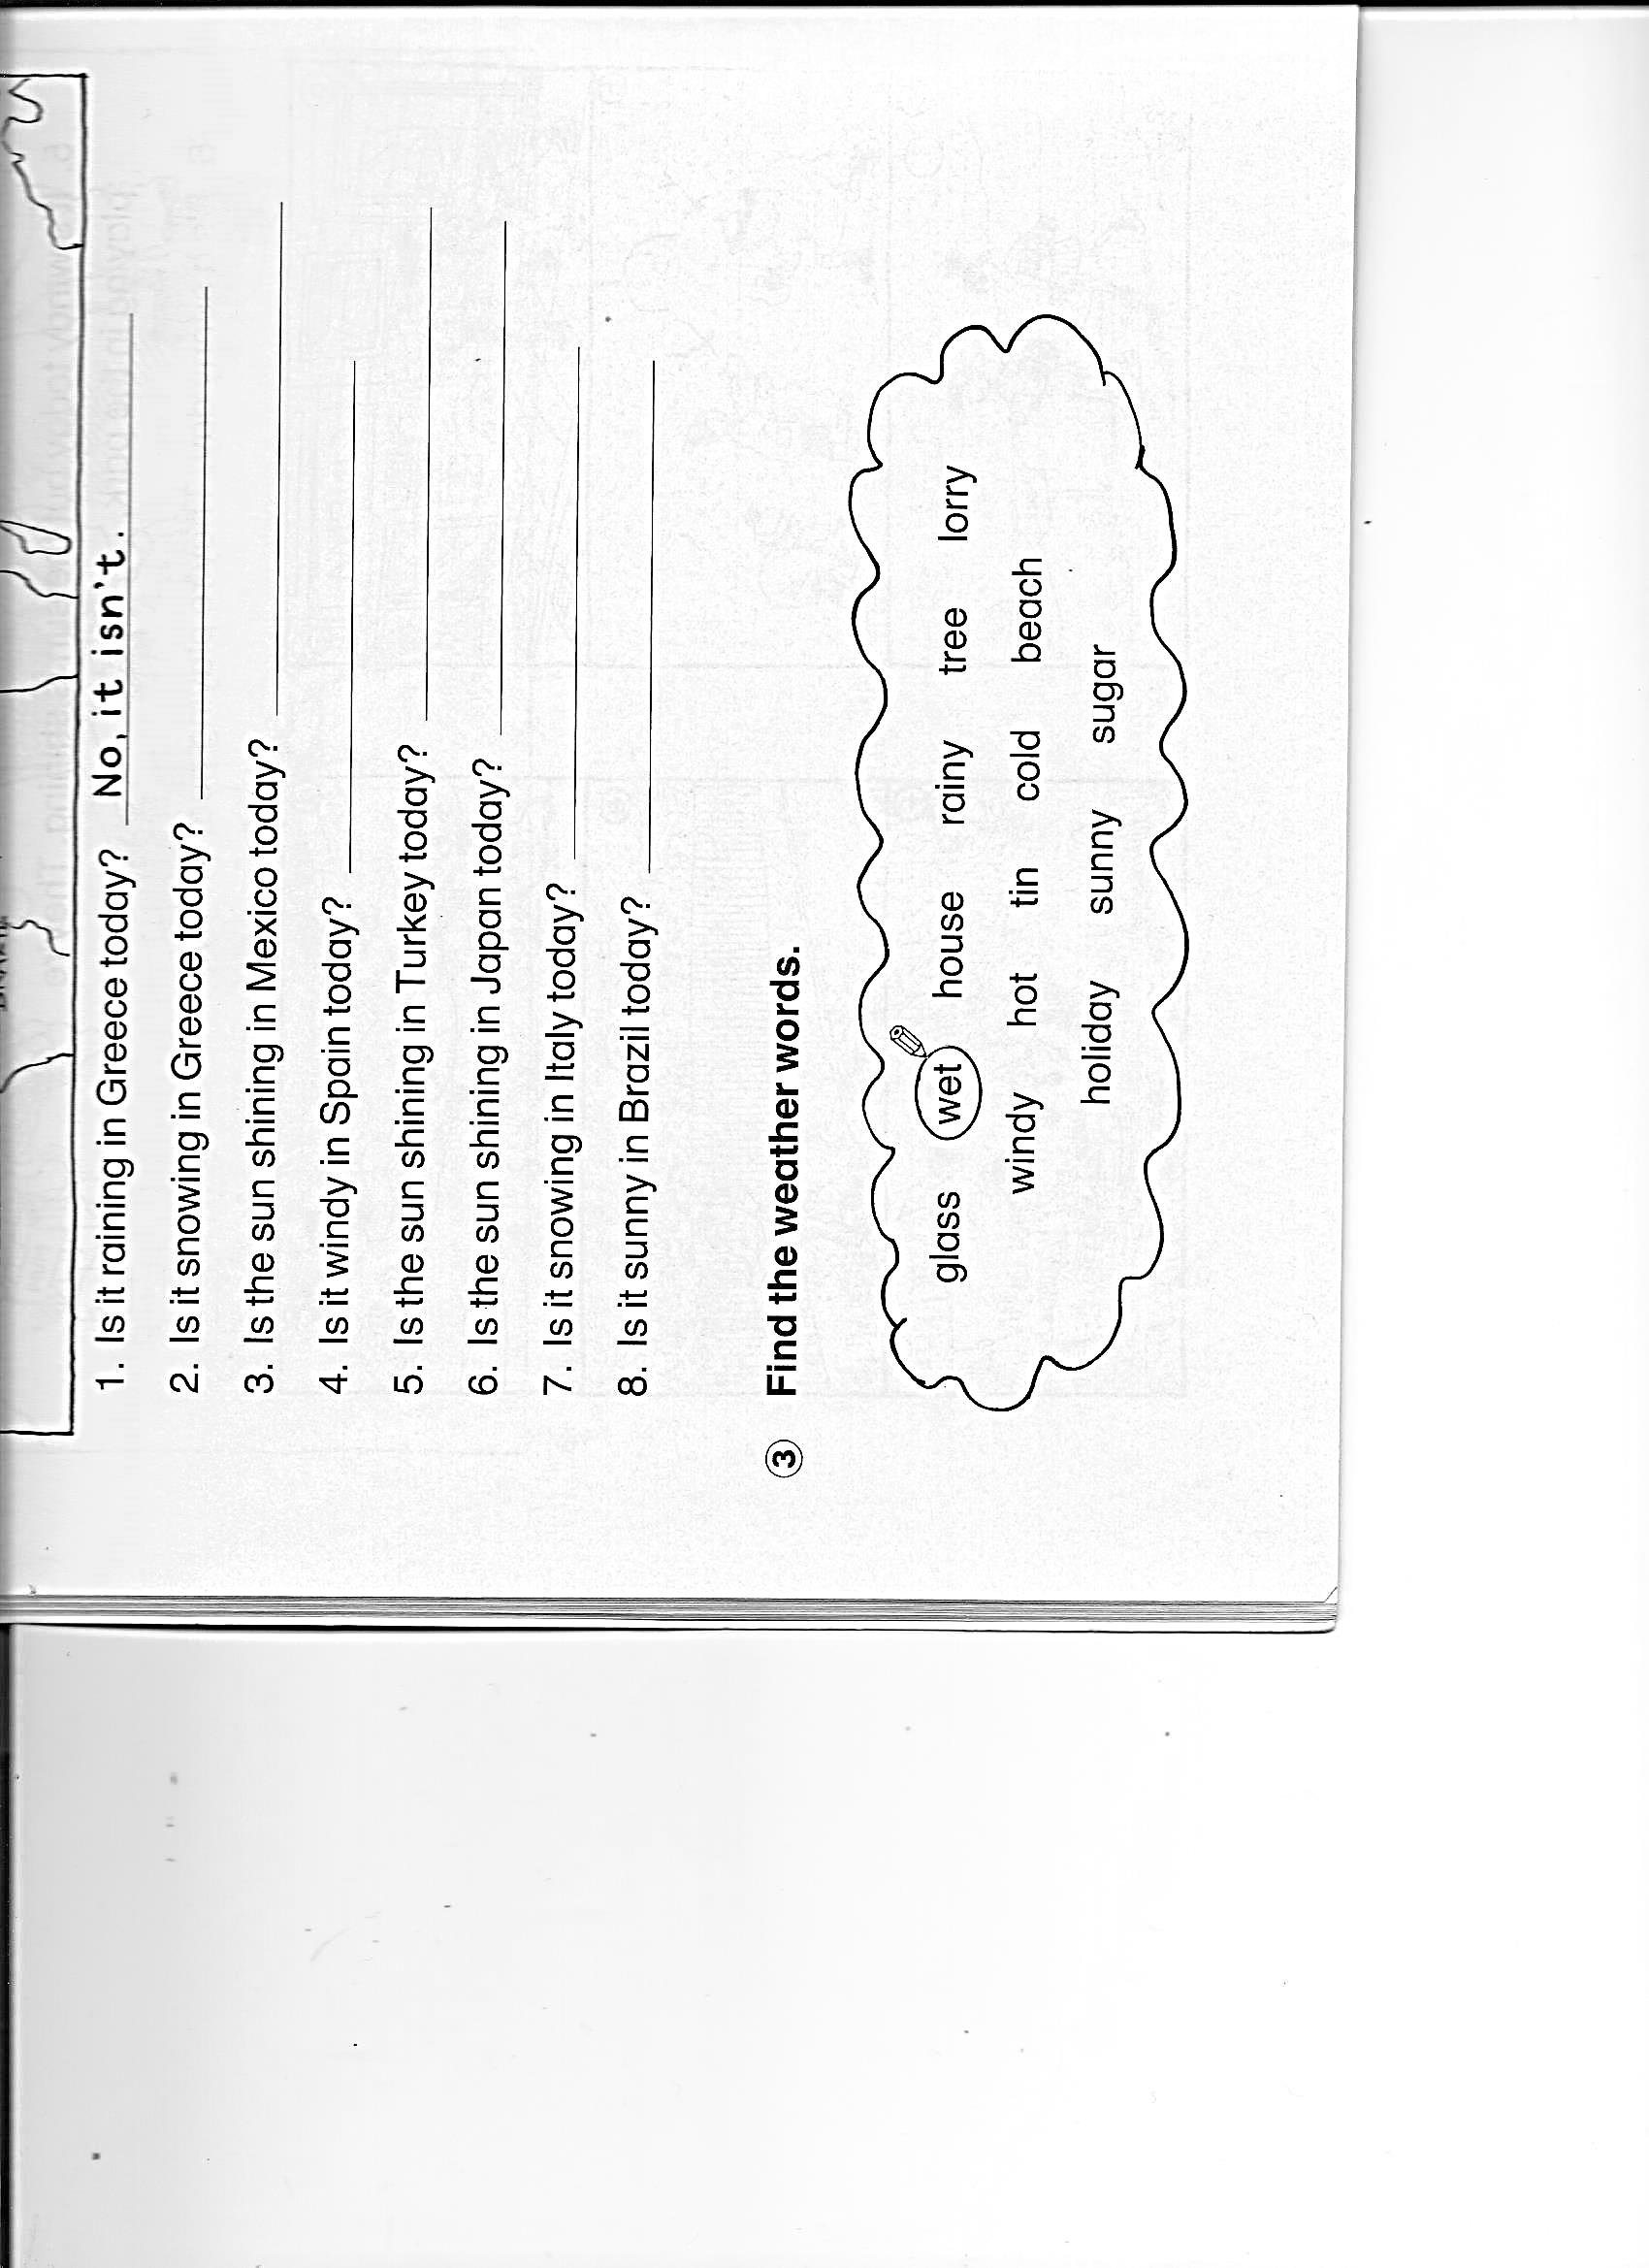 1. Is it raining in Greece today? No, it isn't.
2. Is it snowing in Greece today?
3. Is the sun shining in Mexico today?
4. Is it windy in Spain today?
5. Is the sun shining in Turkey today?
6. Is the sun shining in Japan today?
7. Is it snowing in Italy today?
8. Is it sunny in Brazil today?
3 Find the weather words.
glass wet house rainy tree lorry
windy hot tin cold beach
holiday sunny sugar